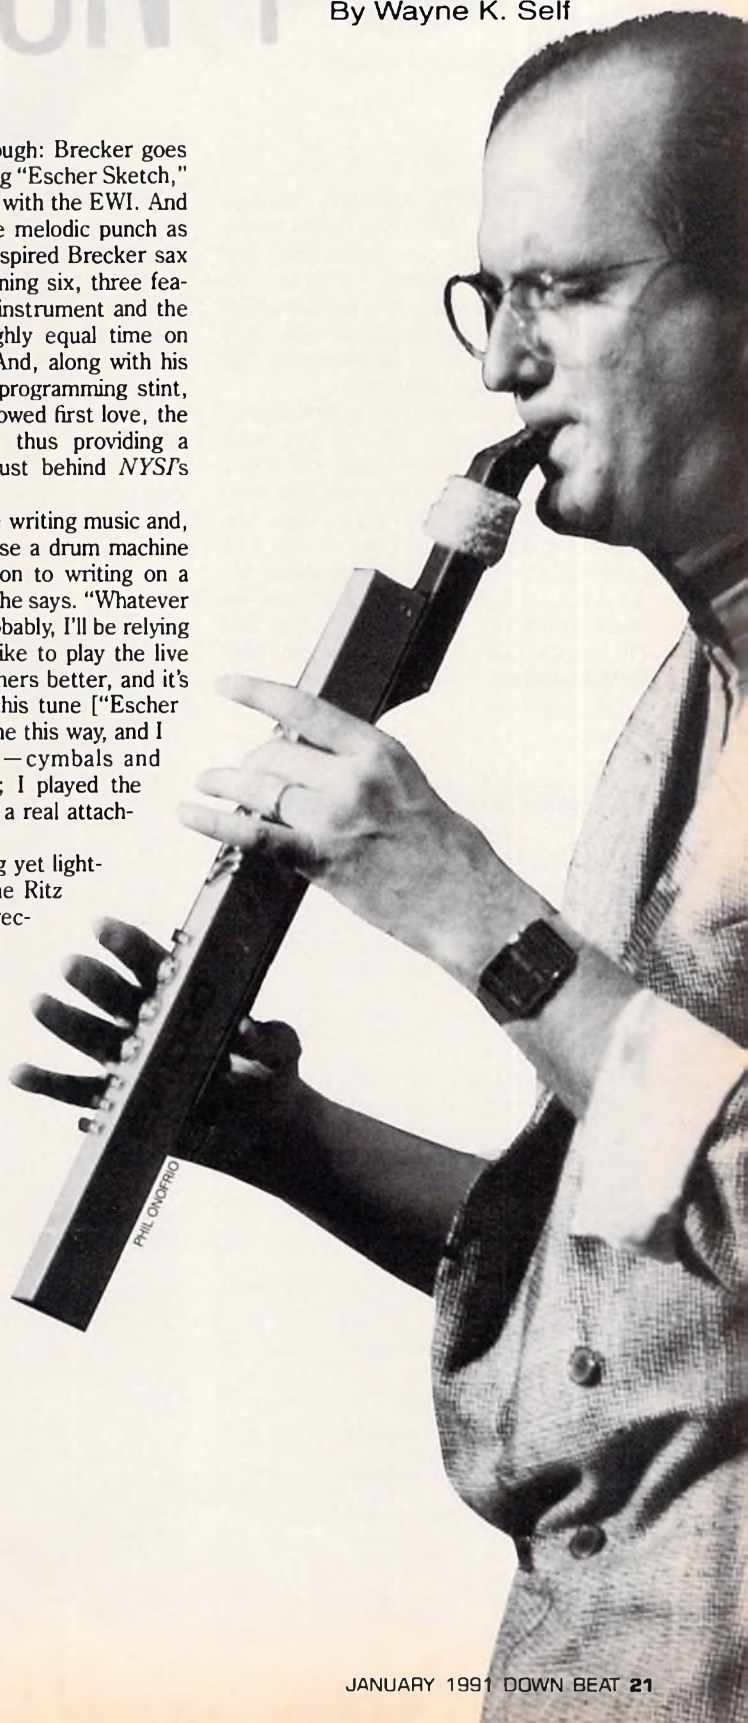 By Wayne K. Self
ough: Brecker goes
g “Escher Sketch,”
with the EWI. And
e melodic punch as
spired Brecker sax
ning six, three fea-
instrument and the
ghly equal time on
And, along with his
programming stint,
owed first love, the
thus providing a
ust behind NYSI's
writing music and,
se a drum machine
on to writing on a
he says. “Whatever
obably, I'll be relying
ike to play the live
ners better, and it's
his tune [“Escher
ne this way, and I
—cymbals and
; I played the
a real attach-
g yet light-
ne Ritz
rec-
PHIL ONOFRIO
JANUARY 1991 DOWN BEAT 21